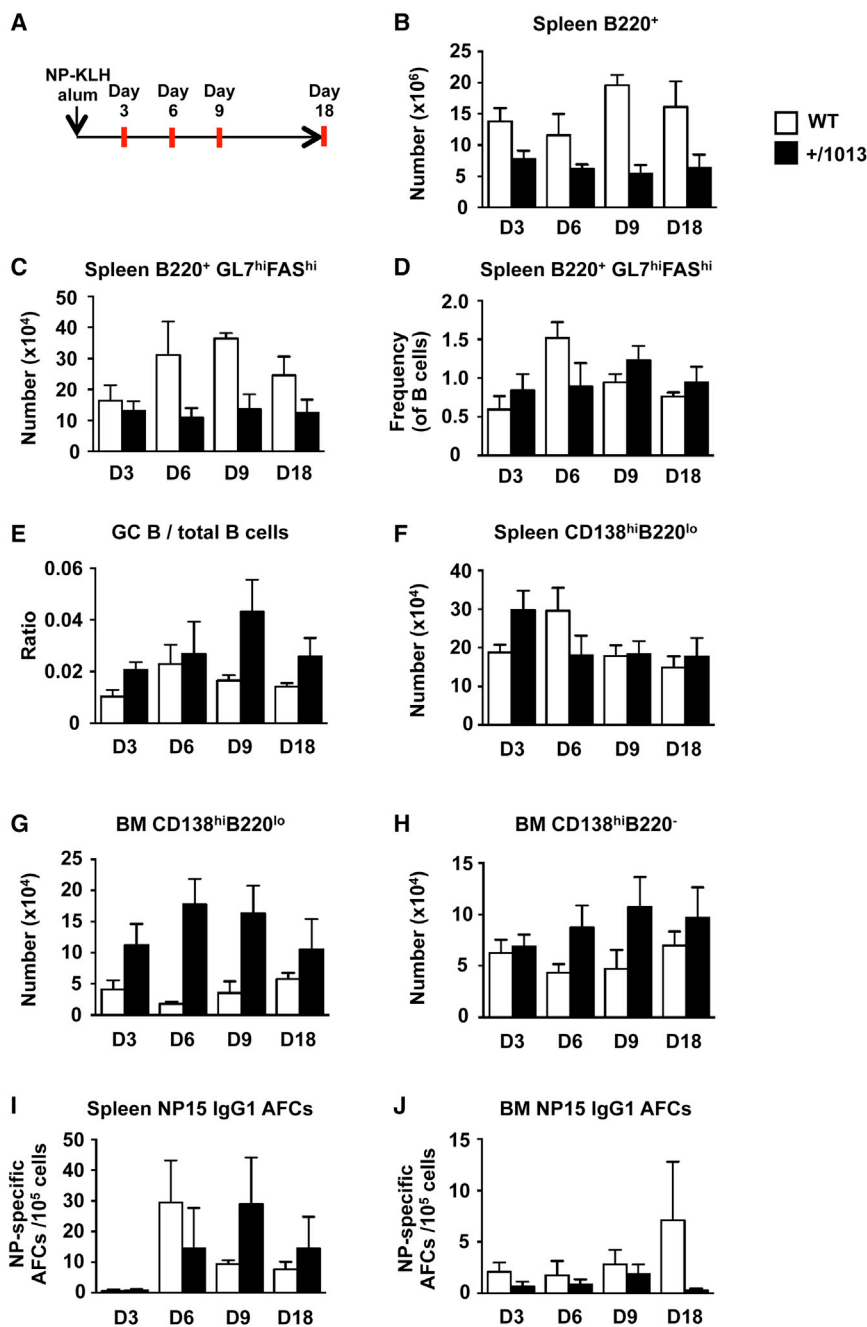 A
NP-KLH
alum
Day
3
Day
6
Day
9
Day
18
B
Spleen B220⁺
Number (x10⁶)
25
20
15
10
5
0
D3 D6 D9 D18
WT
+/1013
C
Spleen B220⁺ GL7ʰⁱFASʰⁱ
Number (x10⁴)
50
40
30
20
10
0
D3 D6 D9 D18
D
Spleen B220⁺ GL7ʰⁱFASʰⁱ
Frequency
(of B cells)
2.0
1.5
1.0
0.5
0
D3 D6 D9 D18
E
GC B / total B cells
Ratio
0.06
0.04
0.02
0
D3 D6 D9 D18
F
Spleen CD138ʰⁱB220ˡᵒ
Number (x10⁴)
40
30
20
10
0
D3 D6 D9 D18
G
BM CD138ʰⁱB220ˡᵒ
Number (x10⁴)
25
20
15
10
5
0
D3 D6 D9 D18
H
BM CD138ʰⁱB220⁻
Number (x10⁴)
15
10
5
0
D3 D6 D9 D18
I
Spleen NP15 IgG1 AFCs
NP-specific
AFCs /10⁵ cells
50
40
30
20
10
0
D3 D6 D9 D18
J
BM NP15 IgG1 AFCs
NP-specific
AFCs /10⁵ cells
15
10
5
0
D3 D6 D9 D18